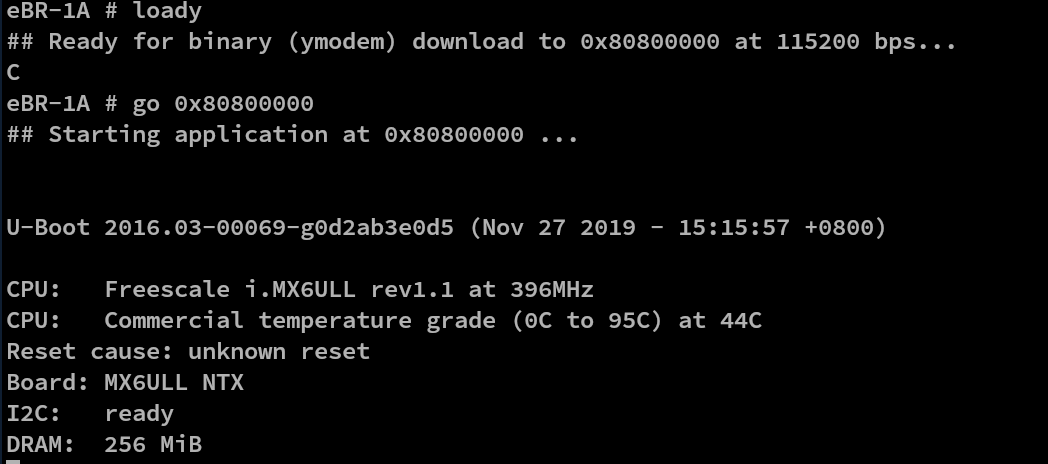 eBR-1A # loady
## Ready for binary (ymodem) download to 0x80800000 at 115200 bps...
C
eBR-1A # go 0x80800000
## Starting application at 0x80800000 ...
U-Boot 2016.03-00069-g0d2ab3e0d5 (Nov 27 2019 - 15:15:57 +0800)
CPU:   Freescale i.MX6ULL rev1.1 at 396MHz
CPU:   Commercial temperature grade (0C to 95C) at 44C
Reset cause: unknown reset
Board: MX6ULL NTX
I2C:   ready
DRAM:  256 MiB